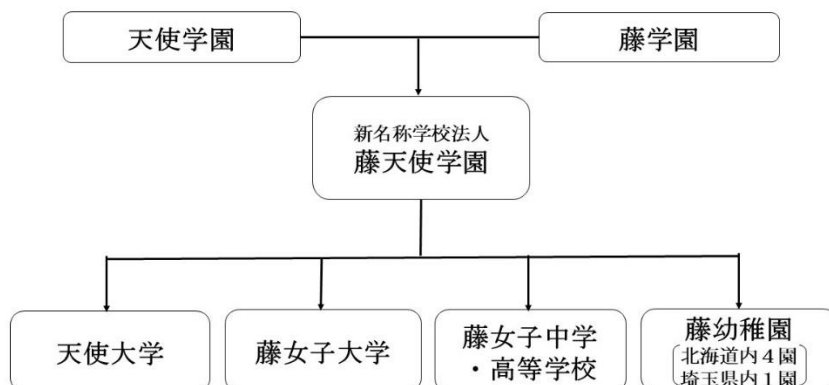 天使学園
藤学園
新名称学校法人
藤天使学園
天使大学
藤女子大学
藤女子中学
・高等学校
藤幼稚園
北海道内4園
埼玉県内1園